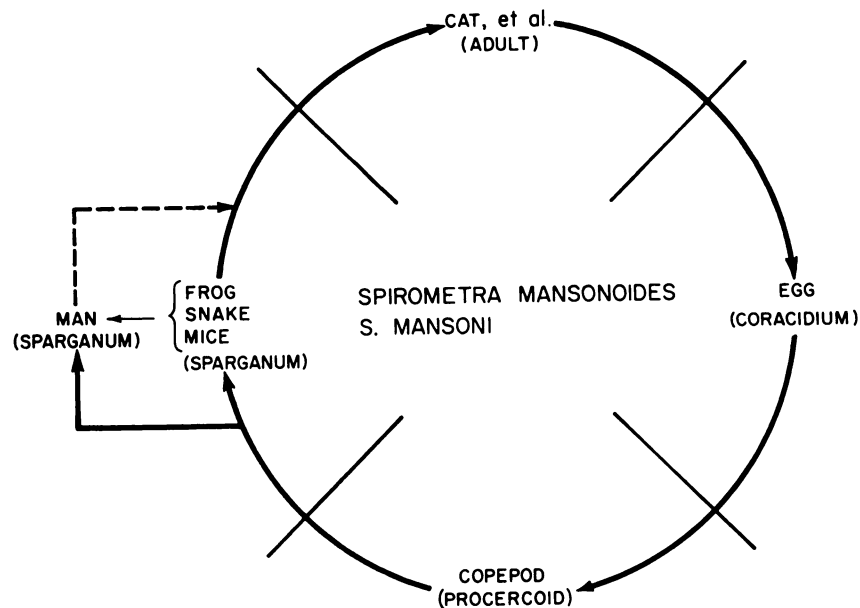 CAT, et al.
(ADULT)
EGG
(CORACIDIUM)
COPEPOD
(PROCERCOID)
FROG
SNAKE
MICE
(SPARGANUM)
MAN
(SPARGANUM)
SPIROMETRA MANSONOIDES
S. MANSONI